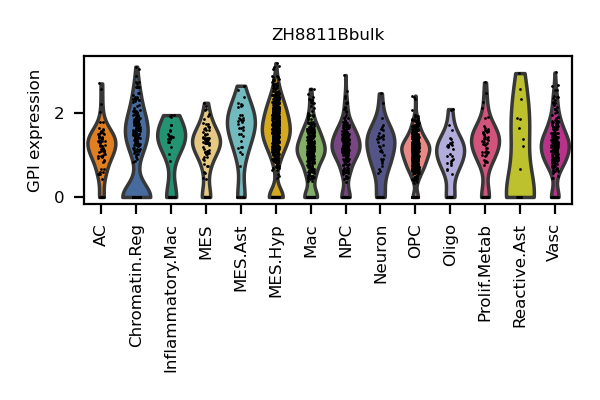 ZH8811Bbulk
GPI expression
2
0
AC
Chromatin.Reg
Inflammatory.Mac
MES
MES.Ast
MES.Hyp
Mac
NPC
Neuron
OPC
Oligo
Prolif.Metab
Reactive.Ast
Vasc